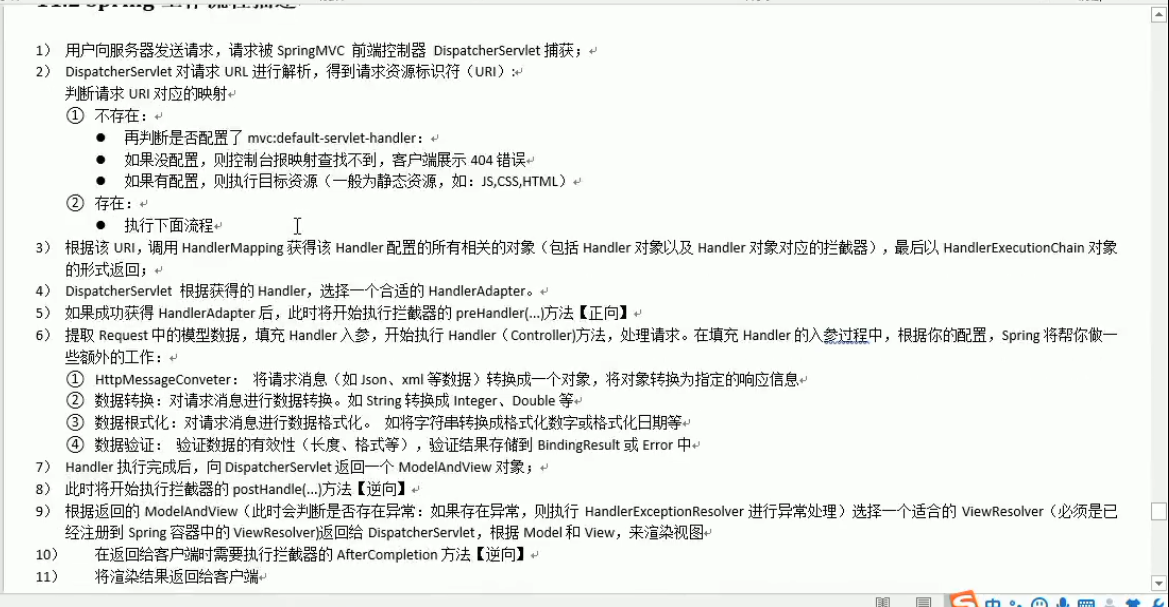 1） 用户向服务器发送请求，请求被 SpringMVC 前端控制器 DispatcherServlet 捕获；
2） DispatcherServlet 对请求 URL 进行解析，得到请求资源标识符（URI）:
判断请求 URI 对应的映射
① 不存在：
● 再判断是否配置了 mvc:default-servlet-handler：
● 如果没配置，则控制台报映射查找不到，客户端展示 404 错误
● 如果有配置，则执行目标资源（一般为静态资源，如：JS,CSS,HTML）
② 存在：
● 执行下面流程
3） 根据该 URI，调用 HandlerMapping 获得该 Handler 配置的所有相关的对象（包括 Handler 对象以及 Handler 对象对应的拦截器），最后以 HandlerExecutionChain 对象
的形式返回；
4） DispatcherServlet 根据获得的 Handler，选择一个合适的 HandlerAdapter。
5） 如果成功获得 HandlerAdapter 后，此时将开始执行拦截器的 preHandler(...)方法【正向】
6） 提取 Request 中的模型数据，填充 Handler 入参，开始执行 Handler（Controller)方法，处理请求。在填充 Handler 的入参过程中，根据你的配置，Spring 将帮你做一
些额外的工作：
① HttpMessageConveter： 将请求消息（如 Json、xml 等数据）转换成一个对象，将对象转换为指定的响应信息
② 数据转换：对请求消息进行数据转换。如 String 转换成 Integer、Double 等
③ 数据根式化：对请求消息进行数据格式化。 如将字符串转换成格式化数字或格式化日期等
④ 数据验证： 验证数据的有效性（长度、格式等），验证结果存储到 BindingResult 或 Error 中
7） Handler 执行完成后，向 DispatcherServlet 返回一个 ModelAndView 对象；
8） 此时将开始执行拦截器的 postHandle(...)方法【逆向】
9） 根据返回的 ModelAndView（此时会判断是否存在异常：如果存在异常，则执行 HandlerExceptionResolver 进行异常处理）选择一个适合的 ViewResolver（必须是已
经注册到 Spring 容器中的 ViewResolver)返回给 DispatcherServlet，根据 Model 和 View，来渲染视图
10） 在返回给客户端时需要执行拦截器的 AfterCompletion 方法【逆向】
11） 将渲染结果返回给客户端
中